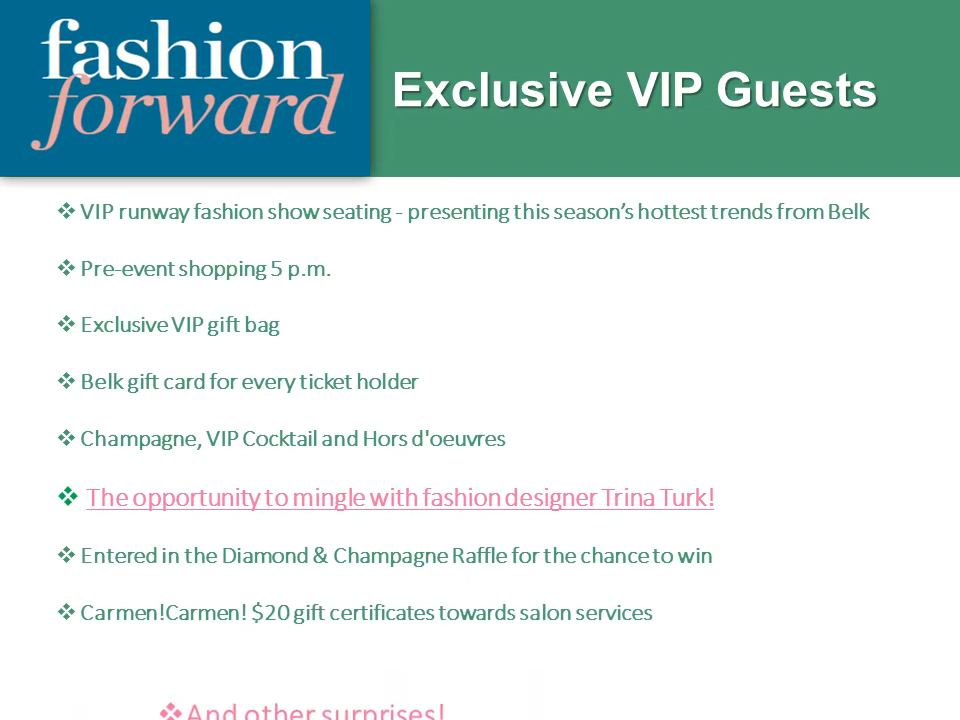 fashion
forward
Exclusive VIP Guests
❖ VIP runway fashion show seating - presenting this season’s hottest trends from Belk
❖ Pre-event shopping 5 p.m.
❖ Exclusive VIP gift bag
❖ Belk gift card for every ticket holder
❖ Champagne, VIP Cocktail and Hors d'oeuvres
❖ The opportunity to mingle with fashion designer Trina Turk!
❖ Entered in the Diamond & Champagne Raffle for the chance to win
❖ Carmen!Carmen! $20 gift certificates towards salon services
❖And other surprises!